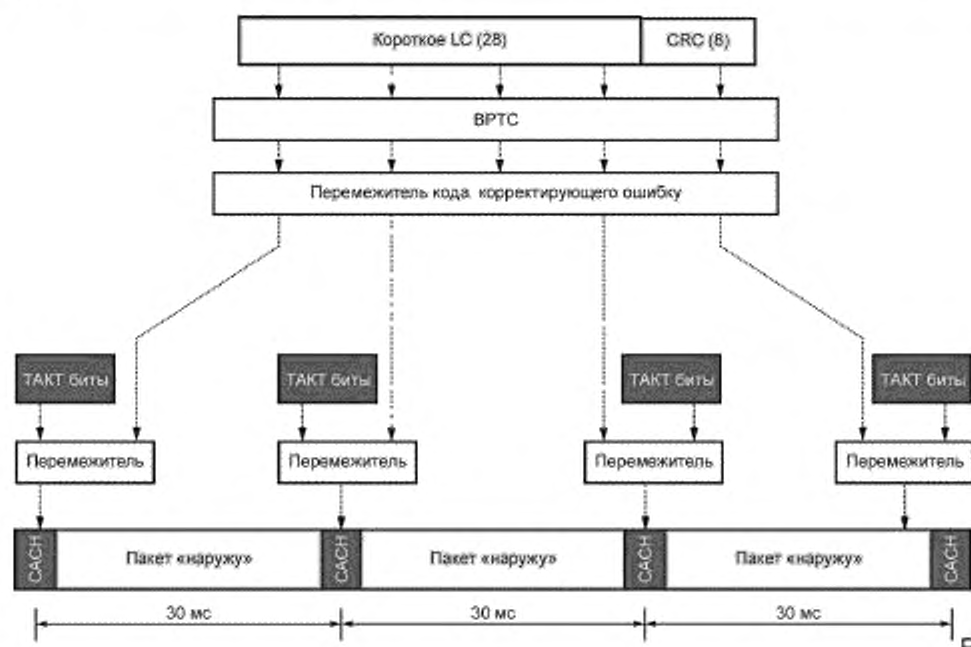 Короткое LC (28)
CRC (8)
BPTC
Перемежитель кода, корректирующего ошибку
ТАКТ биты
ТАКТ биты
ТАКТ биты
ТАКТ биты
Перемежитель
Перемежитель
Перемежитель
Перемежитель
CACH
Пакет «наружу»
CACH
Пакет «наружу»
CACH
Пакет «наружу»
CACH
30 мс
30 мс
30 мс